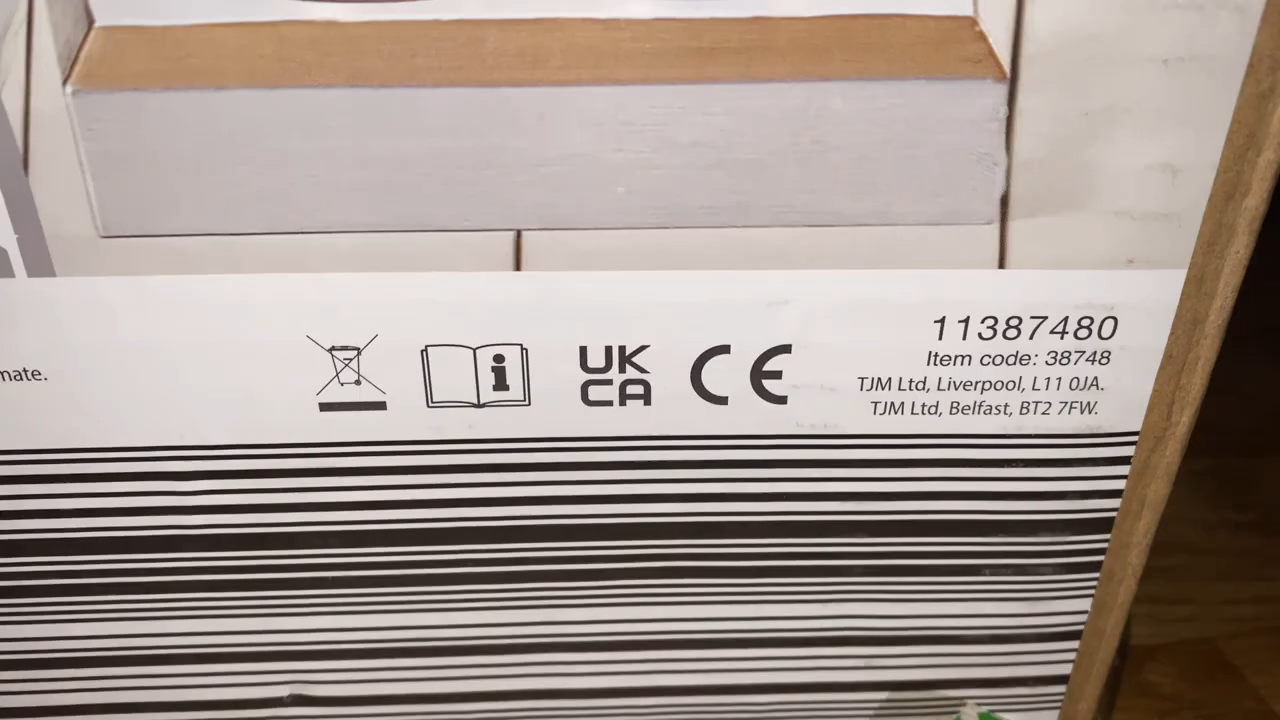 11387480
Item code: 38748
TJM Ltd, Liverpool, L11 0JA.
TJM Ltd, Belfast, BT2 7FW.
mate.
UK
CA
CE